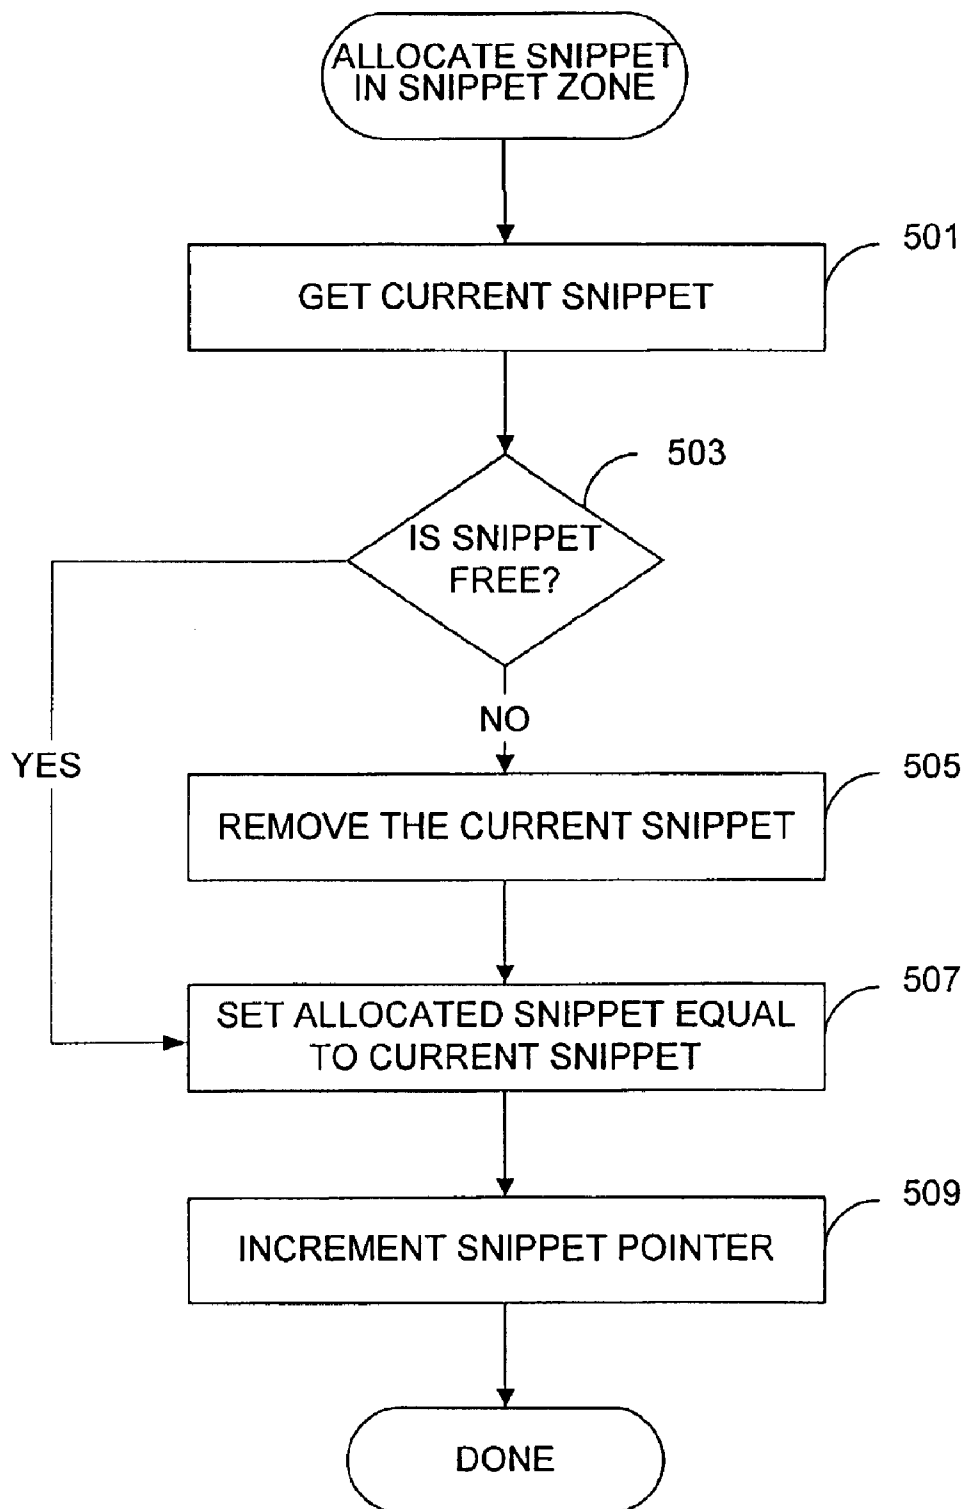 ALLOCATE SNIPPET
IN SNIPPET ZONE
501
GET CURRENT SNIPPET
503
IS SNIPPET
FREE?
NO
YES
505
REMOVE THE CURRENT SNIPPET
507
SET ALLOCATED SNIPPET EQUAL
TO CURRENT SNIPPET
509
INCREMENT SNIPPET POINTER
DONE